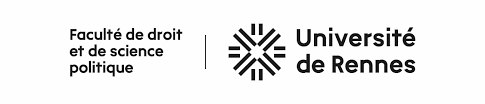 Faculté de droit
et de science
politique
Université
de Rennes